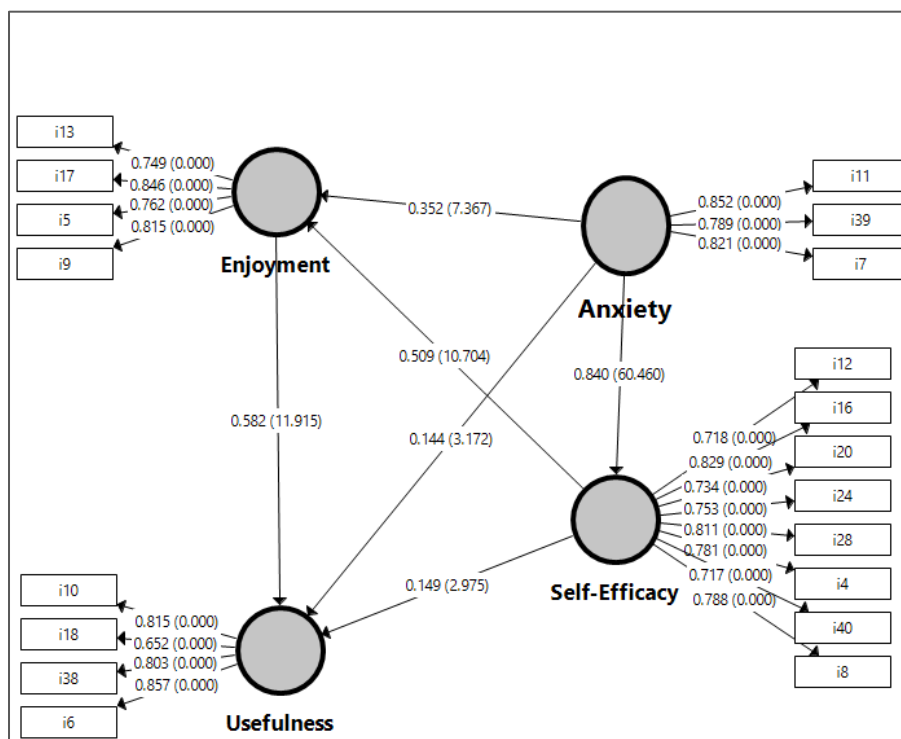 i13
i17
i5
i9
0.749 (0.000)
0.846 (0.000)
0.762 (0.000)
0.815 (0.000)
Enjoyment
0.352 (7.367)
i11
i39
i7
0.852 (0.000)
0.789 (0.000)
0.821 (0.000)
Anxiety
0.509 (10.704)
0.840 (60.460)
0.582 (11.915)
0.144 (3.172)
i12
i16
i20
i24
i28
i4
i40
i8
0.718 (0.000)
0.829 (0.000)
0.734 (0.000)
0.753 (0.000)
0.811 (0.000)
0.781 (0.000)
0.717 (0.000)
0.788 (0.000)
Self-Efficacy
0.149 (2.975)
i10
i18
i38
i6
0.815 (0.000)
0.652 (0.000)
0.803 (0.000)
0.857 (0.000)
Usefulness